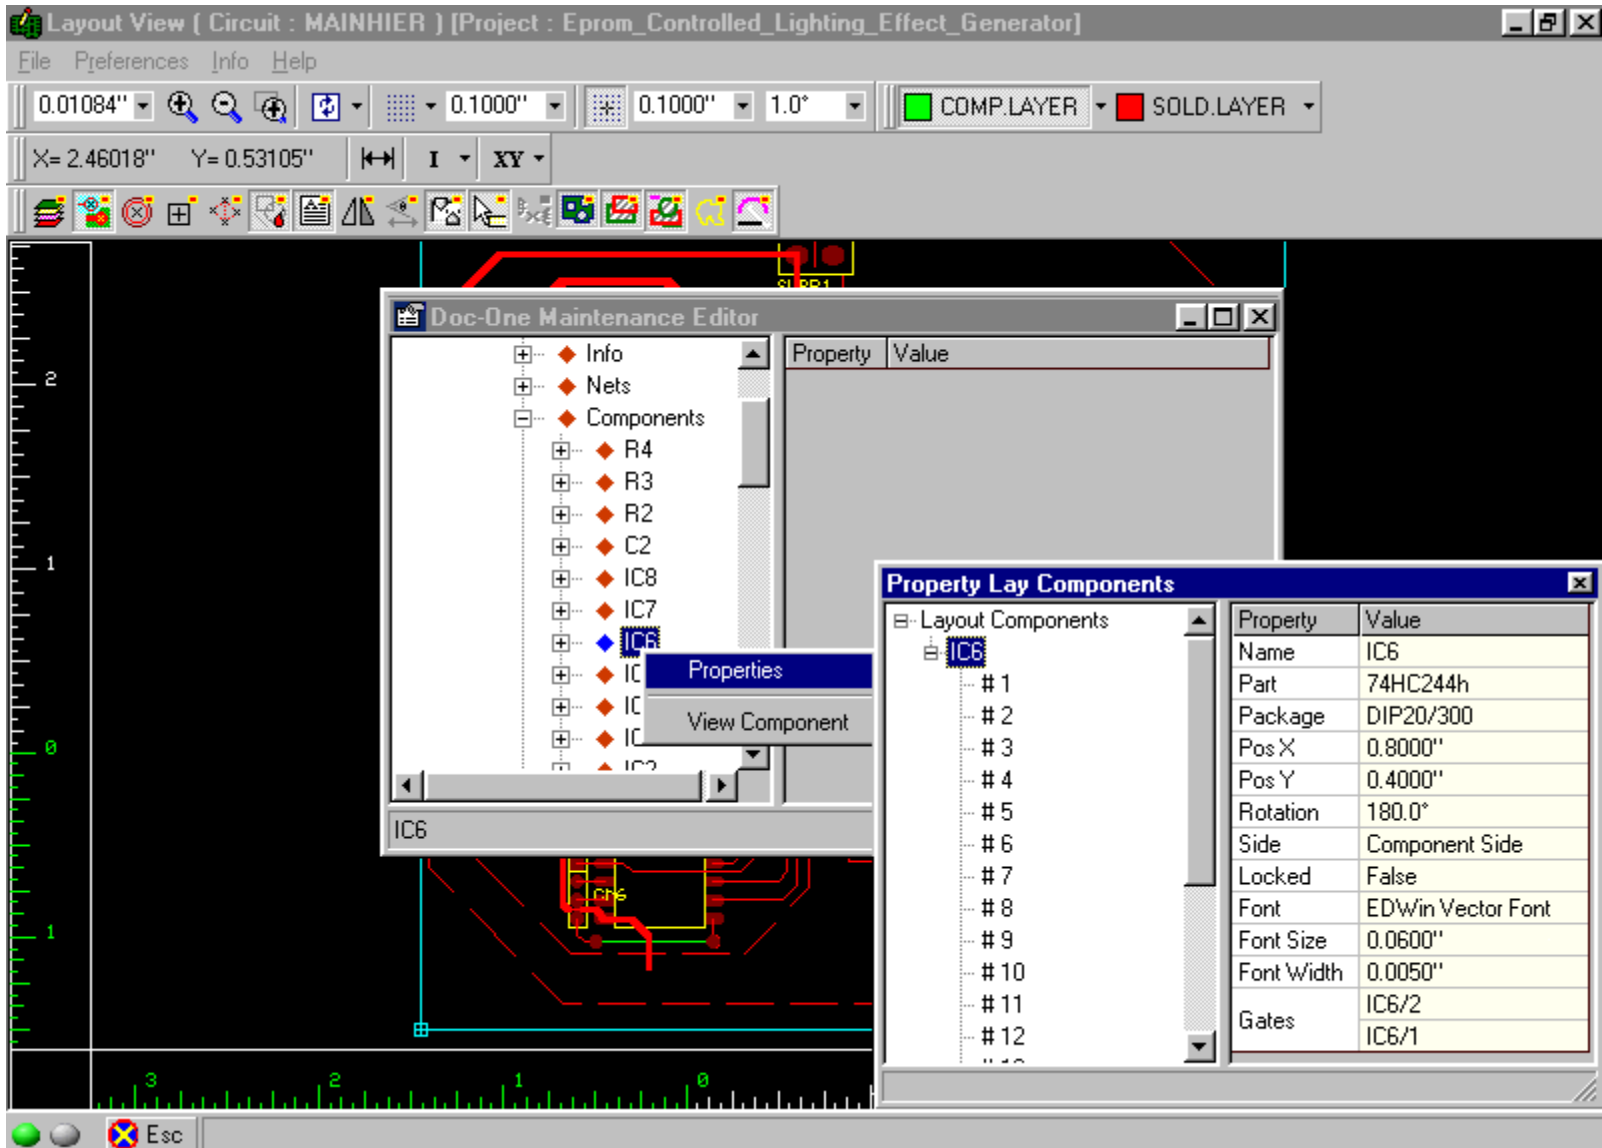 Layout View ( Circuit : MAINHIER ) [Project : Eprom_Controlled_Lighting_Effect_Generator]
File Preferences Info Help
0.01084" 0.1000" 0.1000" 1.0° COMP.LAYER SOLD.LAYER
X= 2.46018" Y= 0.53105" I XY
Doc-One Maintenance Editor
Info
Nets
Components
R4
R3
R2
C2
IC8
IC7
IC6
Properties
View Component
IC6
Property Value
Property Lay Components
Layout Components
IC6
# 1
# 2
# 3
# 4
# 5
# 6
# 7
# 8
# 9
# 10
# 11
# 12
Property Value
Name IC6
Part 74HC244h
Package DIP20/300
Pos X 0.8000"
Pos Y 0.4000"
Rotation 180.0°
Side Component Side
Locked False
Font EDWin Vector Font
Font Size 0.0600"
Font Width 0.0050"
Gates IC6/2
IC6/1
2
1
0
1
3 2 1 0
Esc